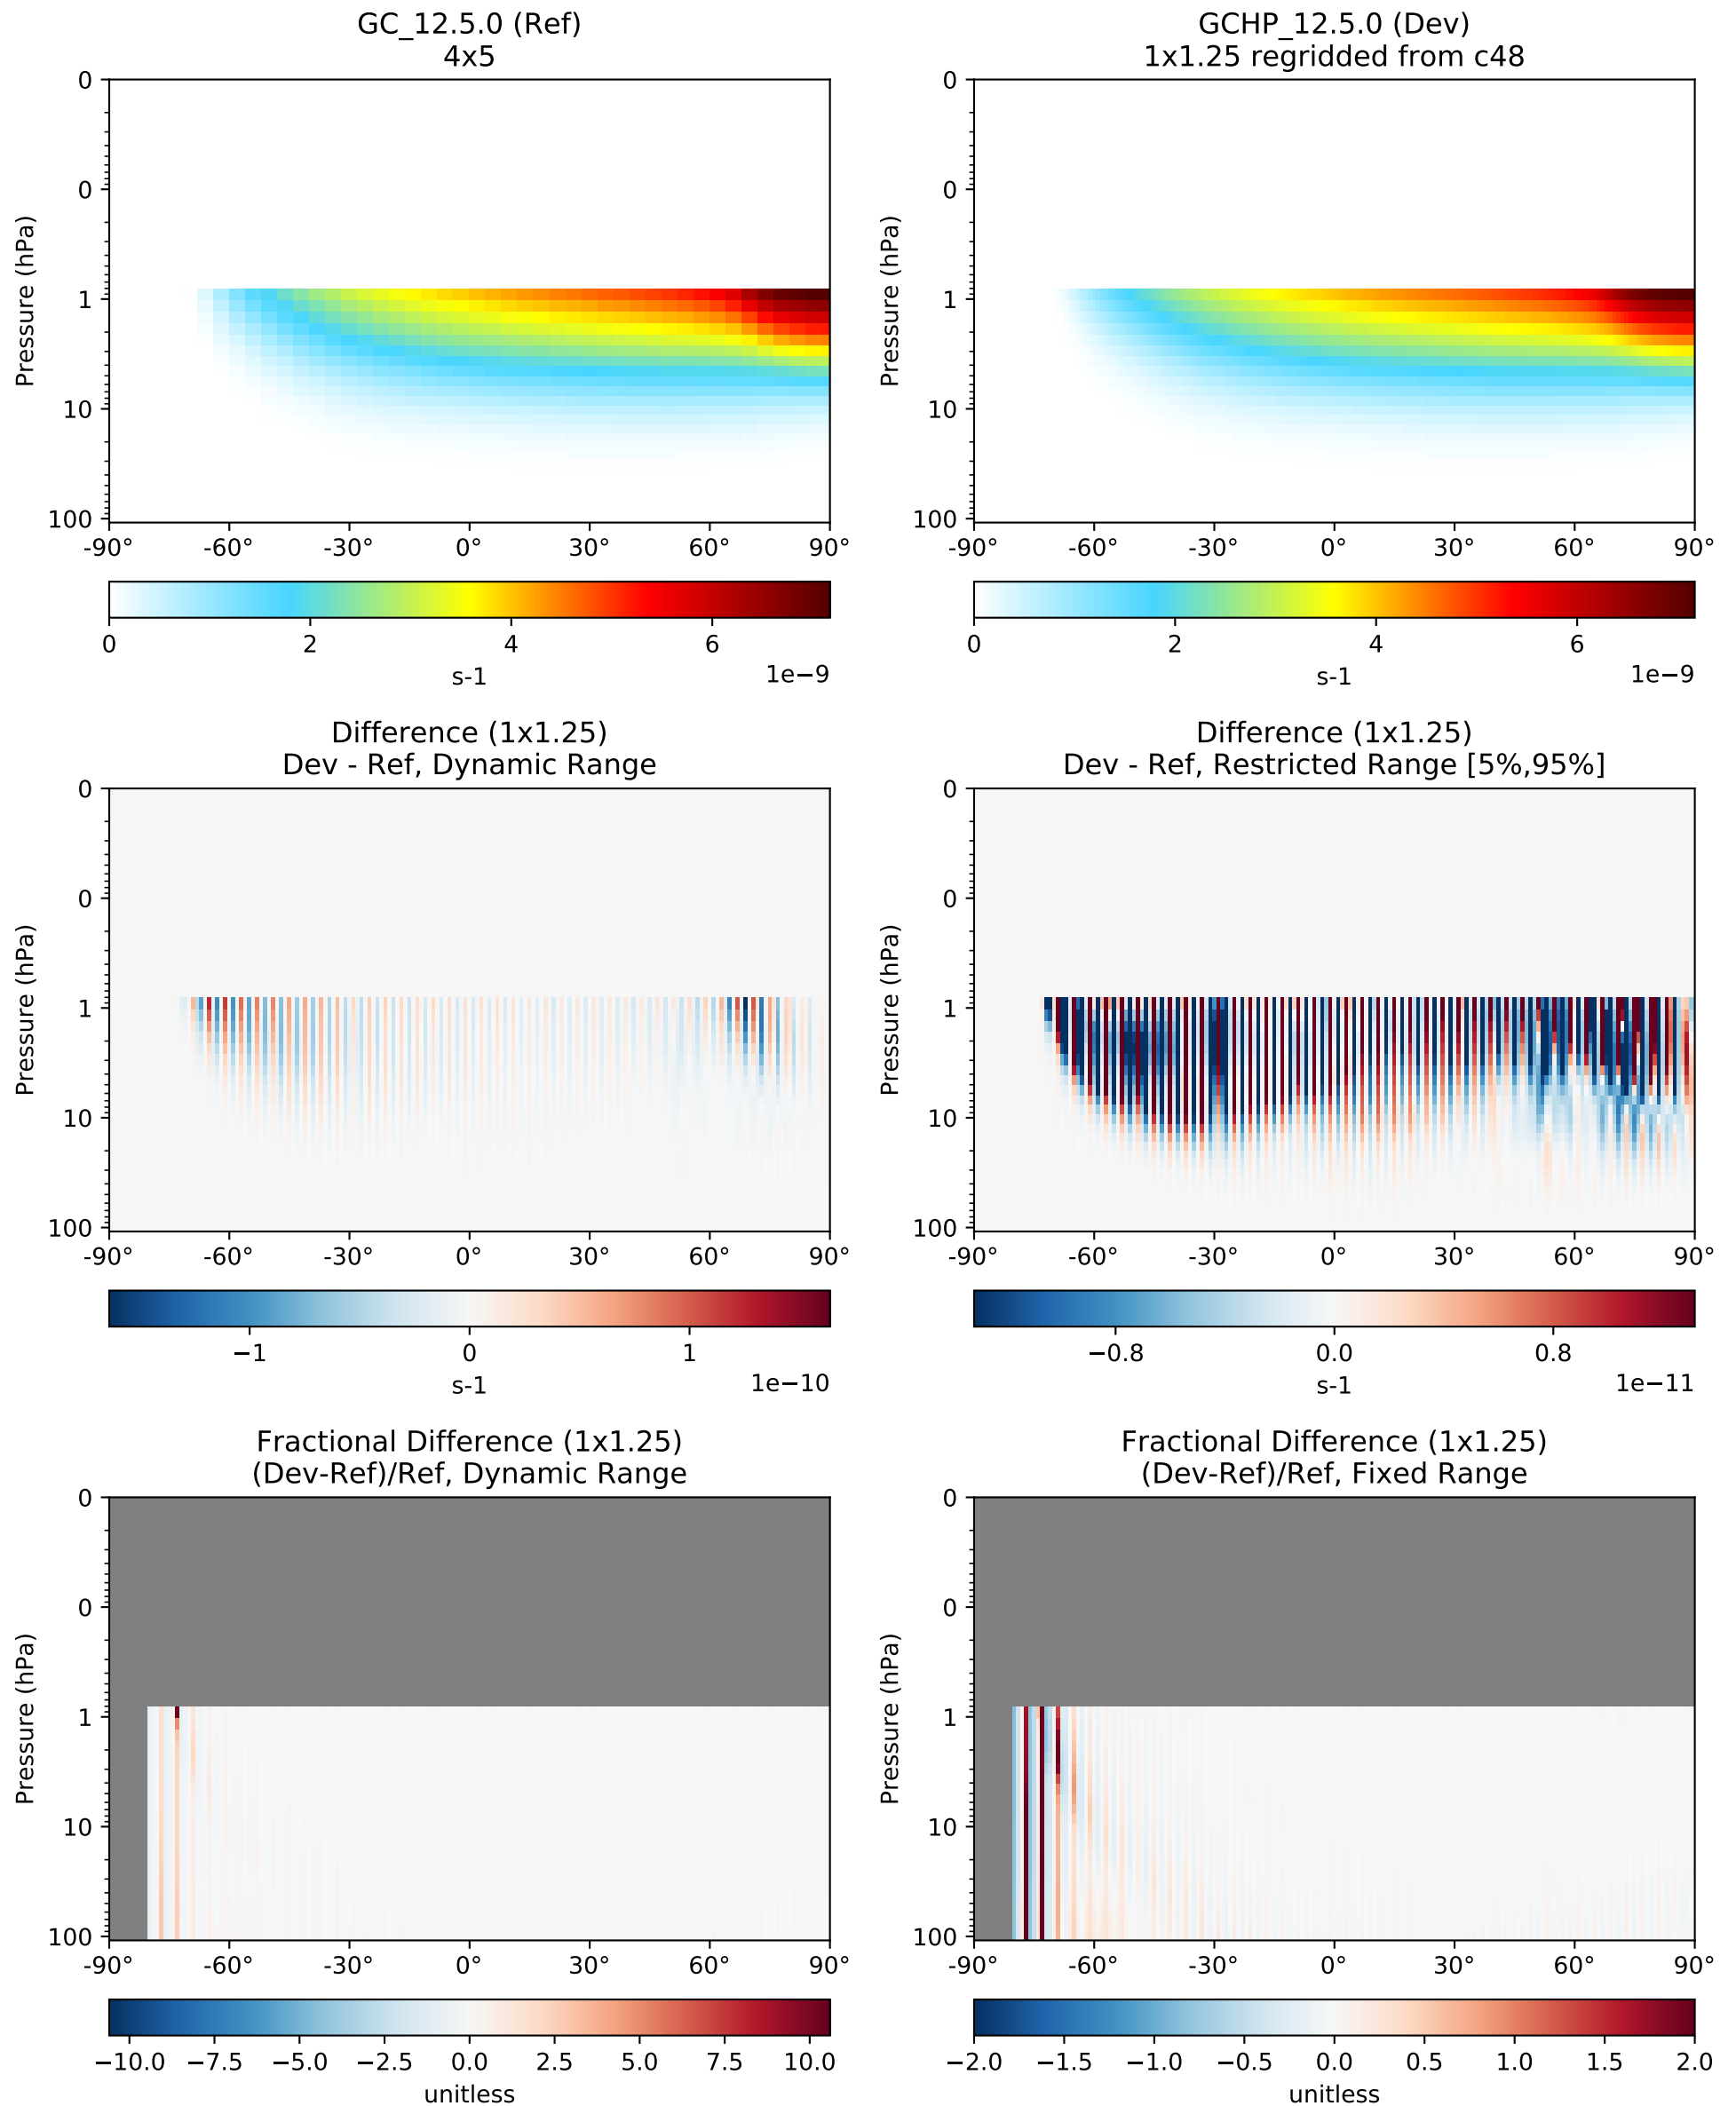 GC_12.5.0 (Ref)
4x5
0
0
1
10
100
Pressure (hPa)
-90° -60° -30° 0° 30° 60° 90°
0 2 4 6
s-1
1e−9
GCHP_12.5.0 (Dev)
1x1.25 regridded from c48
0
0
1
10
100
Pressure (hPa)
-90° -60° -30° 0° 30° 60° 90°
0 2 4 6
s-1
1e−9
Difference (1x1.25)
Dev - Ref, Dynamic Range
0
0
1
10
100
Pressure (hPa)
-90° -60° -30° 0° 30° 60° 90°
−1 0 1
s-1
1e−10
Difference (1x1.25)
Dev - Ref, Restricted Range [5%,95%]
0
0
1
10
100
Pressure (hPa)
-90° -60° -30° 0° 30° 60° 90°
−0.8 0.0 0.8
s-1
1e−11
Fractional Difference (1x1.25)
(Dev-Ref)/Ref, Dynamic Range
0
0
1
10
100
Pressure (hPa)
-90° -60° -30° 0° 30° 60° 90°
−10.0 −7.5 −5.0 −2.5 0.0 2.5 5.0 7.5 10.0
unitless
Fractional Difference (1x1.25)
(Dev-Ref)/Ref, Fixed Range
0
0
1
10
100
Pressure (hPa)
-90° -60° -30° 0° 30° 60° 90°
−2.0 −1.5 −1.0 −0.5 0.0 0.5 1.0 1.5 2.0
unitless